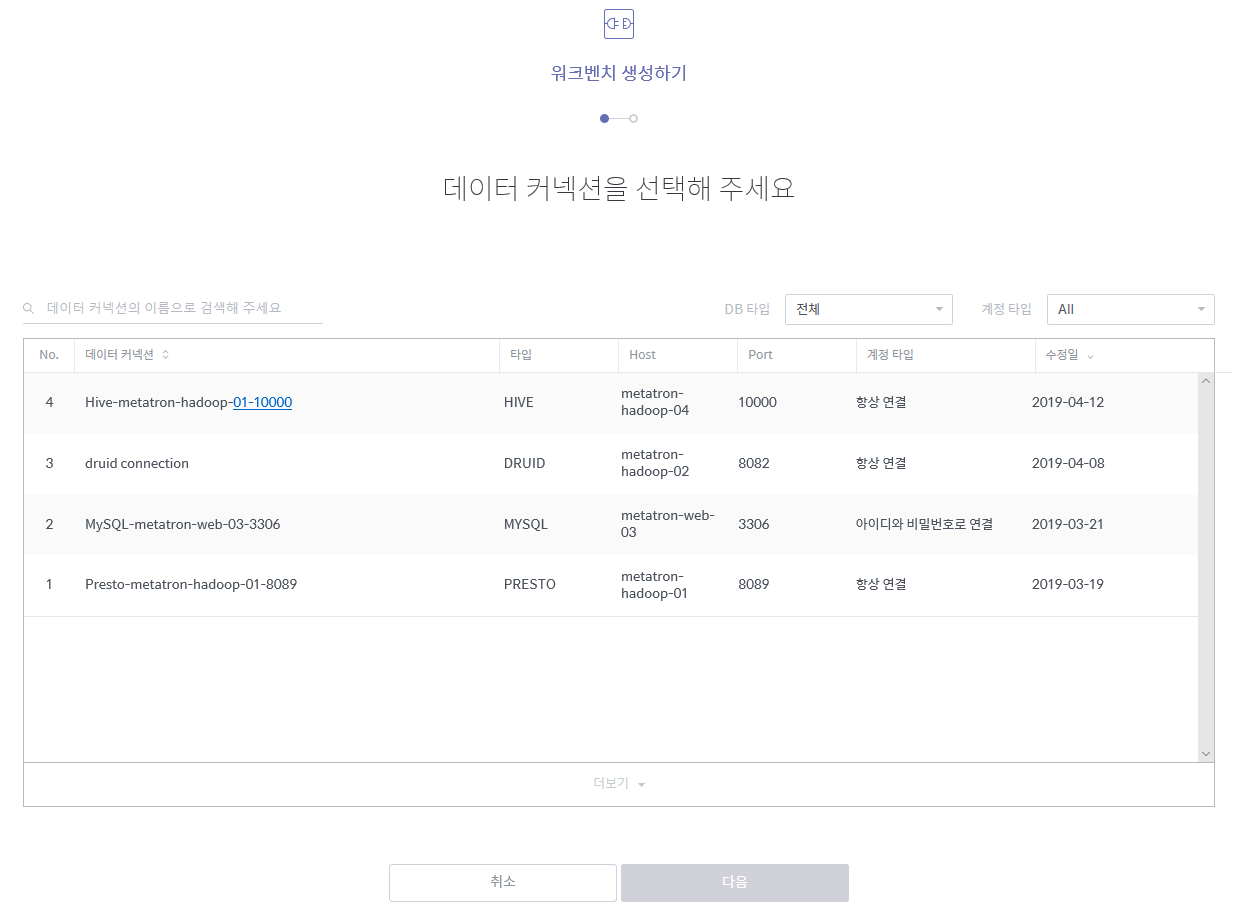 워크벤치 생성하기
데이터 커넥션을 선택해 주세요
데이터 커넥션의 이름으로 검색해 주세요 DB 타입 전체 계정 타입 All
No. 데이터 커넥션 타입 Host Port 계정 타입 수정일
4 Hive-metatron-hadoop-01-10000 HIVE metatron-
hadoop-04 10000 항상 연결 2019-04-12
3 druid connection DRUID metatron-
hadoop-02 8082 항상 연결 2019-04-08
2 MySQL-metatron-web-03-3306 MYSQL metatron-web-
03 3306 아이디와 비밀번호로 연결 2019-03-21
1 Presto-metatron-hadoop-01-8089 PRESTO metatron-
hadoop-01 8089 항상 연결 2019-03-19
더보기
취소 다음